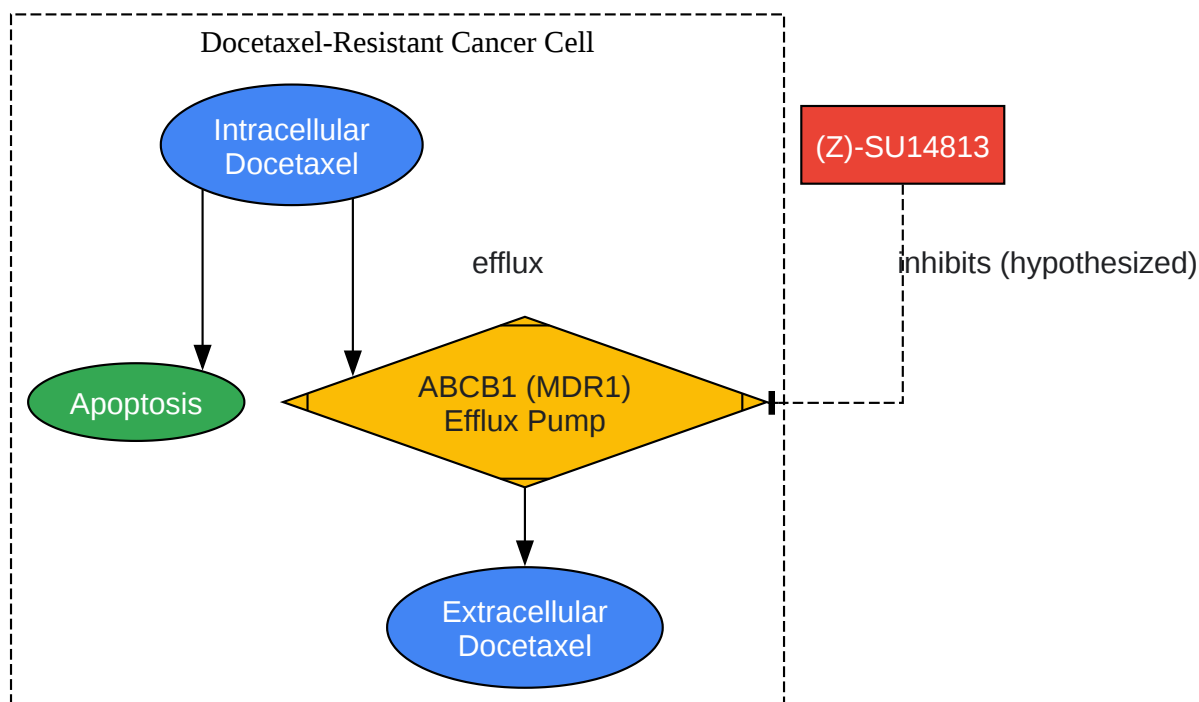 Docetaxel-Resistant Cancer Cell
Intracellular
Docetaxel
(Z)-SU14813
efflux
inhibits (hypothesized)
Apoptosis
ABCB1 (MDR1)
Efflux Pump
Extracellular
Docetaxel